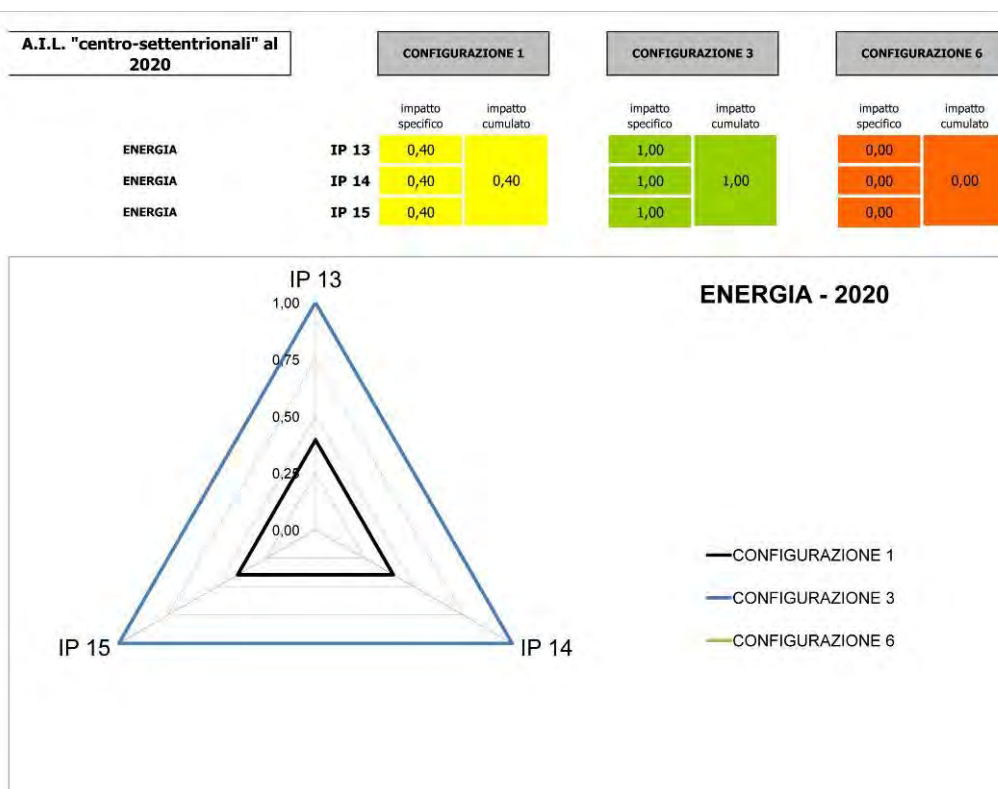 A.I.L. "centro-settentrionali" al
2020
CONFIGURAZIONE 1
CONFIGURAZIONE 3
CONFIGURAZIONE 6
impatto
specifico
impatto
cumulato
impatto
specifico
impatto
cumulato
impatto
specifico
impatto
cumulato
ENERGIA IP 13 0,40 1,00 0,00
ENERGIA IP 14 0,40 0,40 1,00 1,00 0,00 0,00
ENERGIA IP 15 0,40 1,00 0,00
ENERGIA - 2020
IP 13
1,00
0,75
0,50
0,25
0,00
IP 15
IP 14
CONFIGURAZIONE 1
CONFIGURAZIONE 3
CONFIGURAZIONE 6